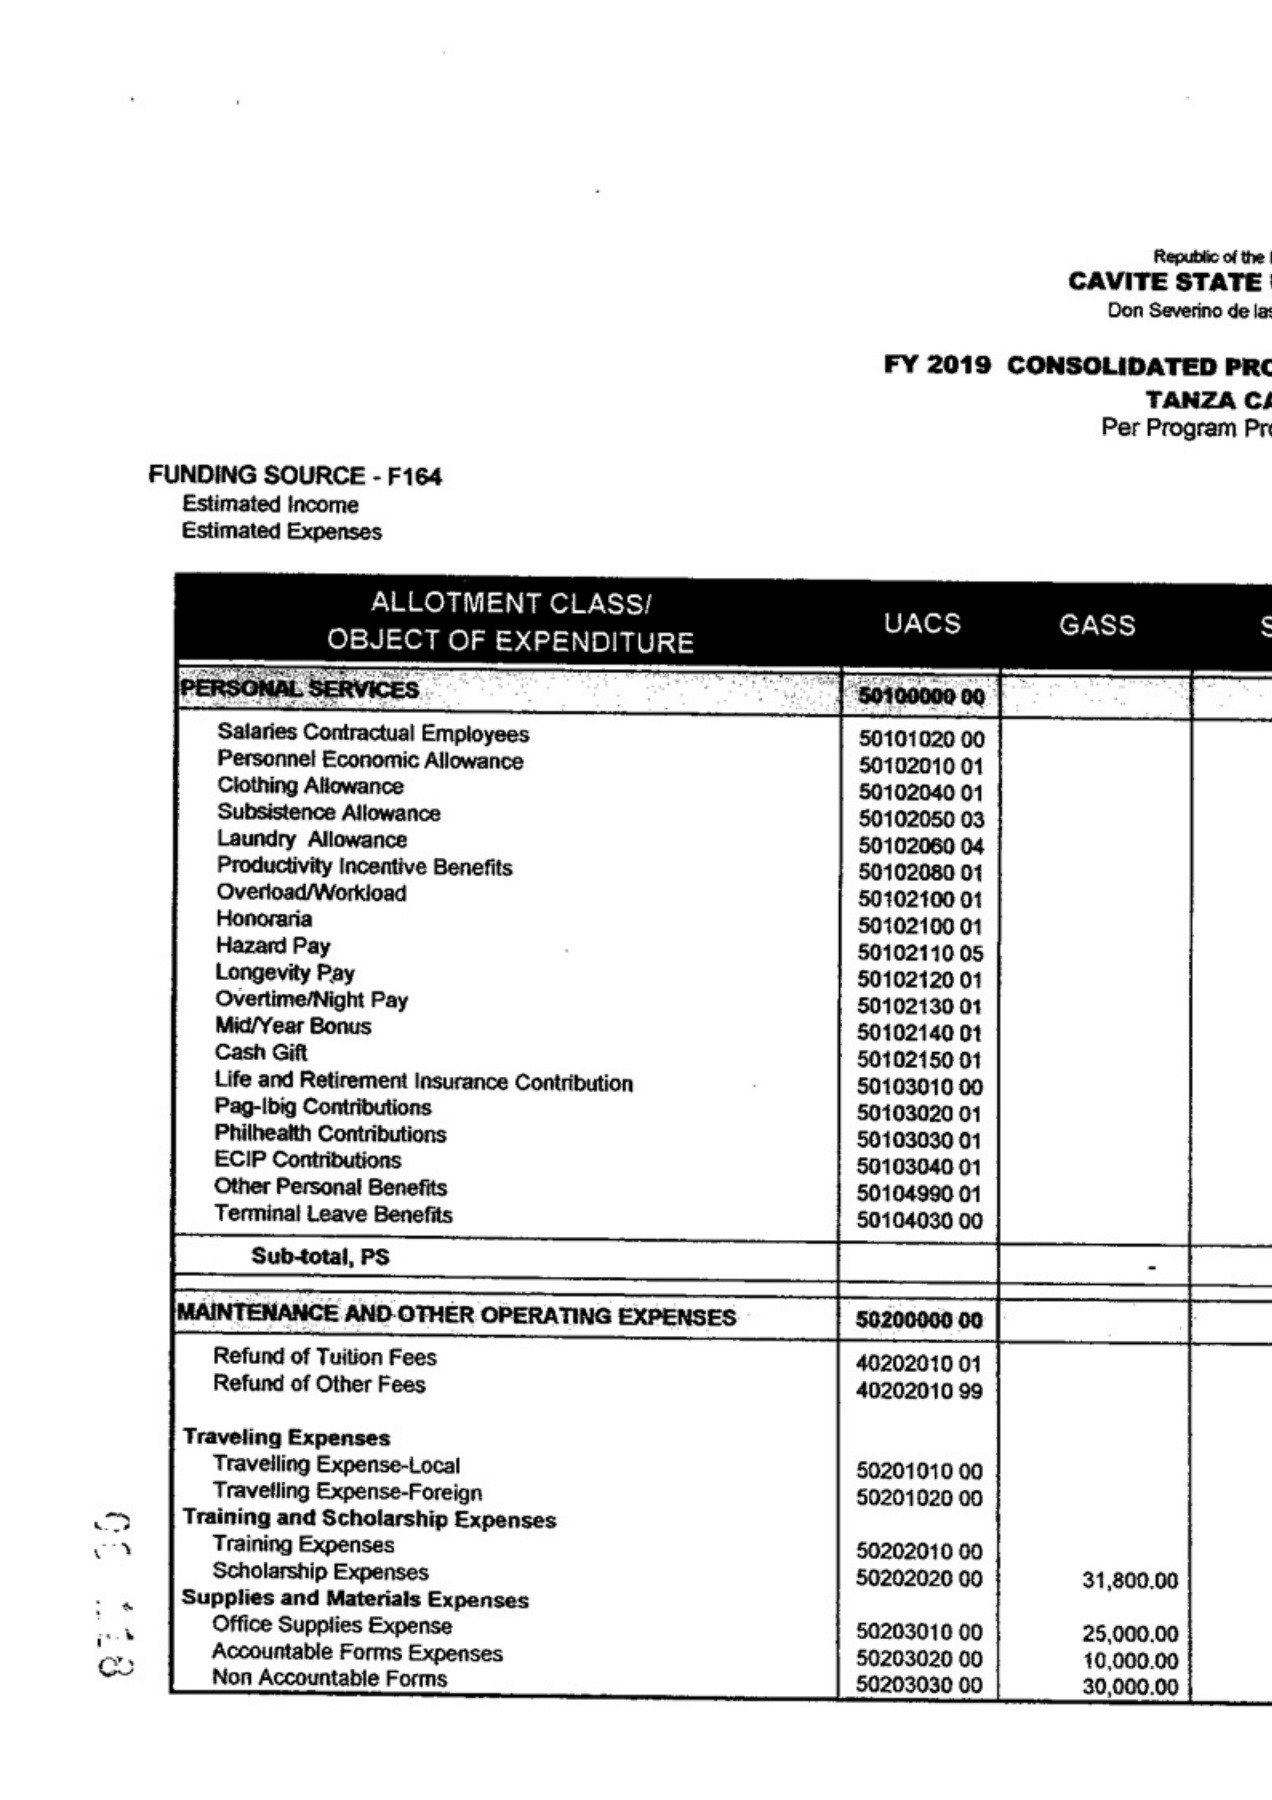 Republic of the
CAVITE STATE
Don Severino de las
FY 2019 CONSOLIDATED PRO
TANZA CA
Per Program Pro
FUNDING SOURCE - F164
Estimated Income
Estimated Expenses
ALLOTMENT CLASS/
OBJECT OF EXPENDITURE UACS GASS S
PERSONAL SERVICES 50100000 00
Salaries Contractual Employees 50101020 00
Personnel Economic Allowance 50102010 01
Clothing Allowance 50102040 01
Subsistence Allowance 50102050 03
Laundry Allowance 50102060 04
Productivity Incentive Benefits 50102080 01
Overload/Workload 50102100 01
Honoraria 50102100 01
Hazard Pay 50102110 05
Longevity Pay 50102120 01
Overtime/Night Pay 50102130 01
Mid/Year Bonus 50102140 01
Cash Gift 50102150 01
Life and Retirement Insurance Contribution 50103010 00
Pag-Ibig Contributions 50103020 01
Philhealth Contributions 50103030 01
ECIP Contributions 50103040 01
Other Personal Benefits 50104990 01
Terminal Leave Benefits 50104030 00
Sub-total, PS -
MAINTENANCE AND OTHER OPERATING EXPENSES 50200000 00
Refund of Tuition Fees 40202010 01
Refund of Other Fees 40202010 99
Traveling Expenses
Travelling Expense-Local 50201010 00
Travelling Expense-Foreign 50201020 00
Training and Scholarship Expenses
Training Expenses 50202010 00
Scholarship Expenses 50202020 00 31,800.00
Supplies and Materials Expenses
Office Supplies Expense 50203010 00 25,000.00
Accountable Forms Expenses 50203020 00 10,000.00
Non Accountable Forms 50203030 00 30,000.00